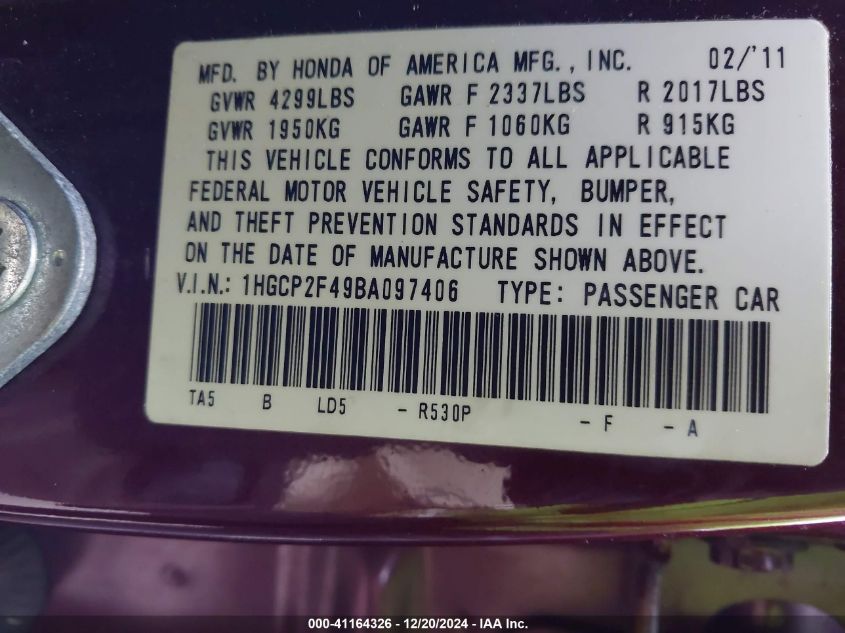 MFD. BY HONDA OF AMERICA MFG., INC. 02/'11
GVWR 4299LBS GAWR F 2337LBS R 2017LBS
GVWR 1950KG GAWR F 1060KG R 915KG
THIS VEHICLE CONFORMS TO ALL APPLICABLE
FEDERAL MOTOR VEHICLE SAFETY, BUMPER,
AND THEFT PREVENTION STANDARDS IN EFFECT
ON THE DATE OF MANUFACTURE SHOWN ABOVE.
V.I.N.: 1HGCP2F49BA097406 TYPE: PASSENGER CAR
TA5 B LD5 - R530P - F - A
000-41164326 - 12/20/2024 - IAA Inc.